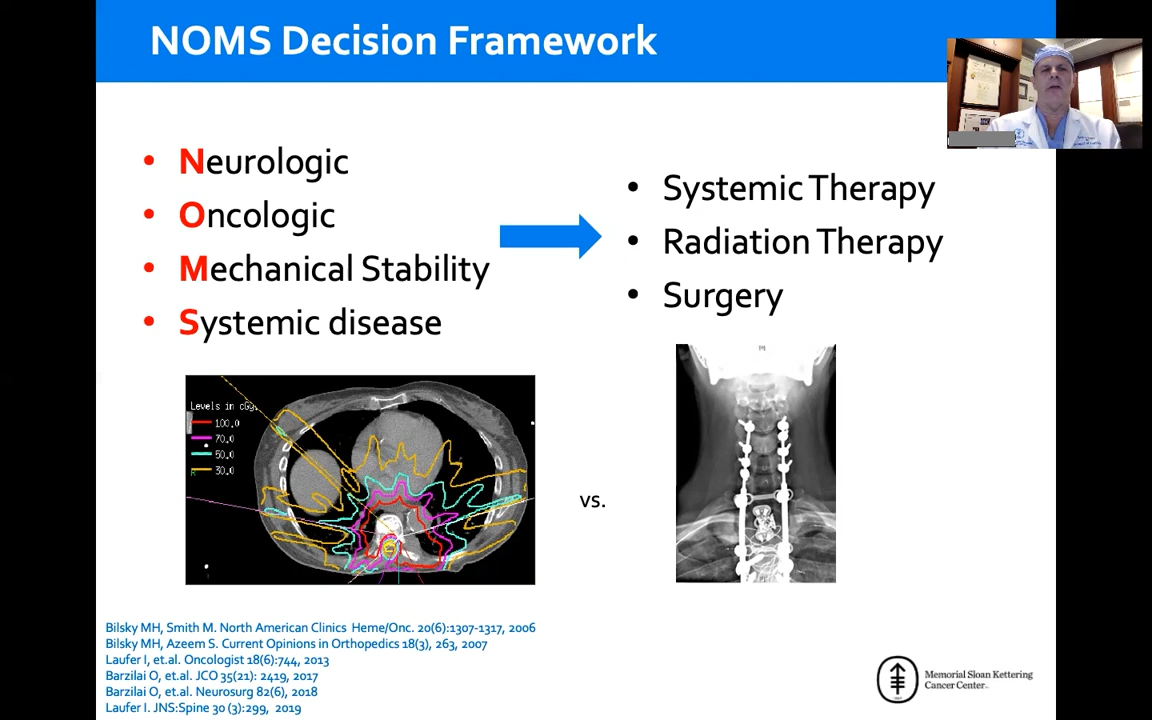 NOMS Decision Framework
• Neurologic
• Oncologic
• Mechanical Stability
• Systemic disease
• Systemic Therapy
• Radiation Therapy
• Surgery
Levels in cGy
100.0
70.0
50.0
30.0
vs.
Bilsky MH, Smith M. North American Clinics Heme/Onc. 20(6):1307-1317, 2006
Bilsky MH, Azeem S. Current Opinions in Orthopedics 18(3), 263, 2007
Laufer I, et.al. Oncologist 18(6):744, 2013
Barzilai O, et.al. JCO 35(21): 2419, 2017
Barzilai O, et.al. Neurosurg 82(6), 2018
Laufer I. JNS:Spine 30 (3):299, 2019
Memorial Sloan Kettering
Cancer Center